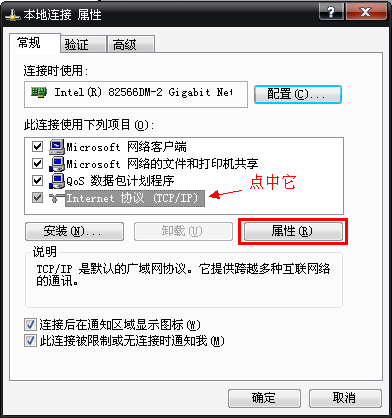 本地连接 属性
常规 验证 高级
连接时使用:
Intel(R) 82566DM-2 Gigabit Net
配置(C)...
此连接使用下列项目(O):
Microsoft 网络客户端
Microsoft 网络的文件和打印机共享
QoS 数据包计划程序
Internet 协议 (TCP/IP)
点中它
安装(N)... 卸载(U) 属性(R)
说明
TCP/IP 是默认的广域网协议。它提供跨越多种互联网络
的通讯。
连接后在通知区域显示图标(W)
此连接被限制或无连接时通知我(M)
确定 取消